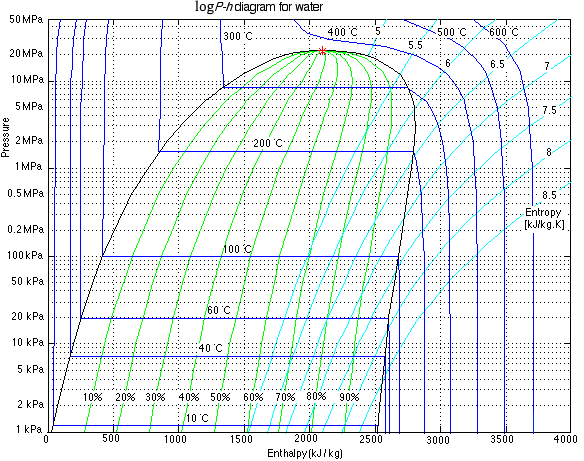 logP-h diagram for water
50 MPa
20 MPa
10 MPa
5 MPa
2 MPa
1 MPa
0.5 MPa
0.2 MPa
100 kPa
50 kPa
20 kPa
10 kPa
5 kPa
2 kPa
1 kPa
Pressure
300 °C
400 °C
5
5.5
500 °C
600 °C
6
6.5
7
7.5
8
8.5
200 °C
Entropy
[kJ/kg.K]
100 °C
60 °C
40 °C
10% 20% 30% 40% 50% 60% 70% 80% 90%
10 °C
0 500 1000 1500 2000 2500 3000 3500 4000
Enthalpy (kJ / kg)